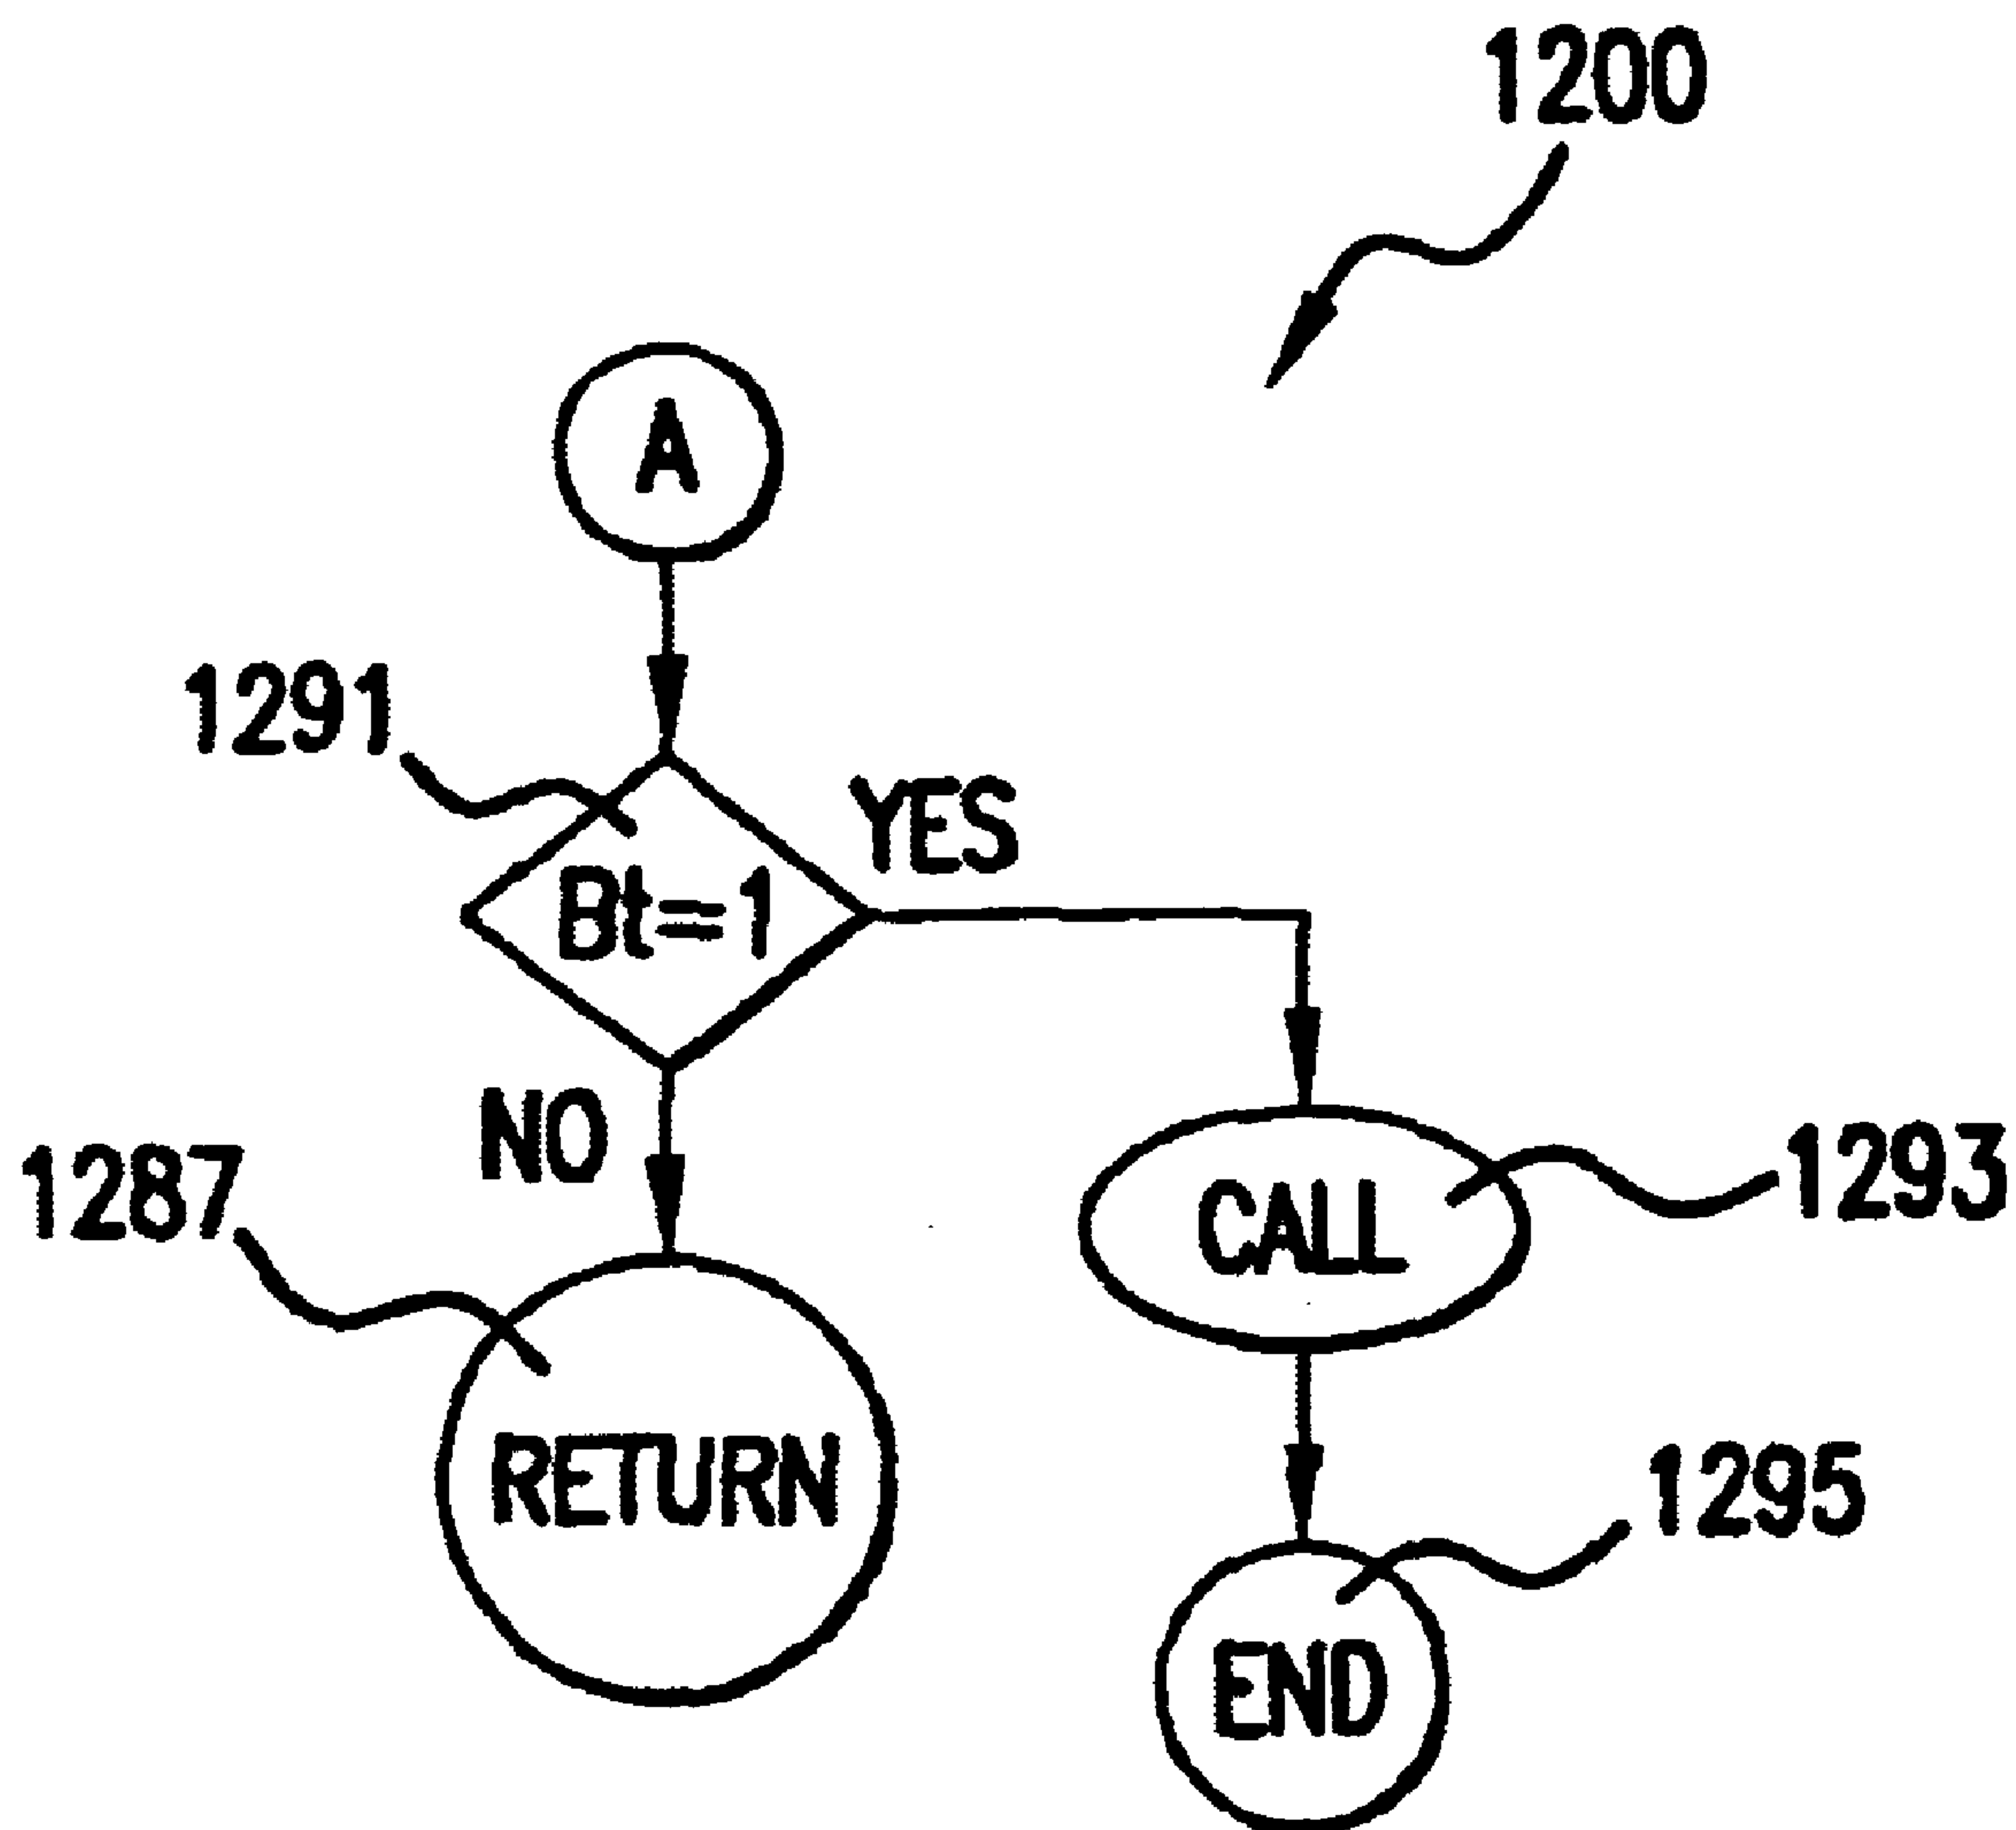 1200
A
1291
YES
Bt=1
NO
1287
1293
CALL
RETURN
1295
END